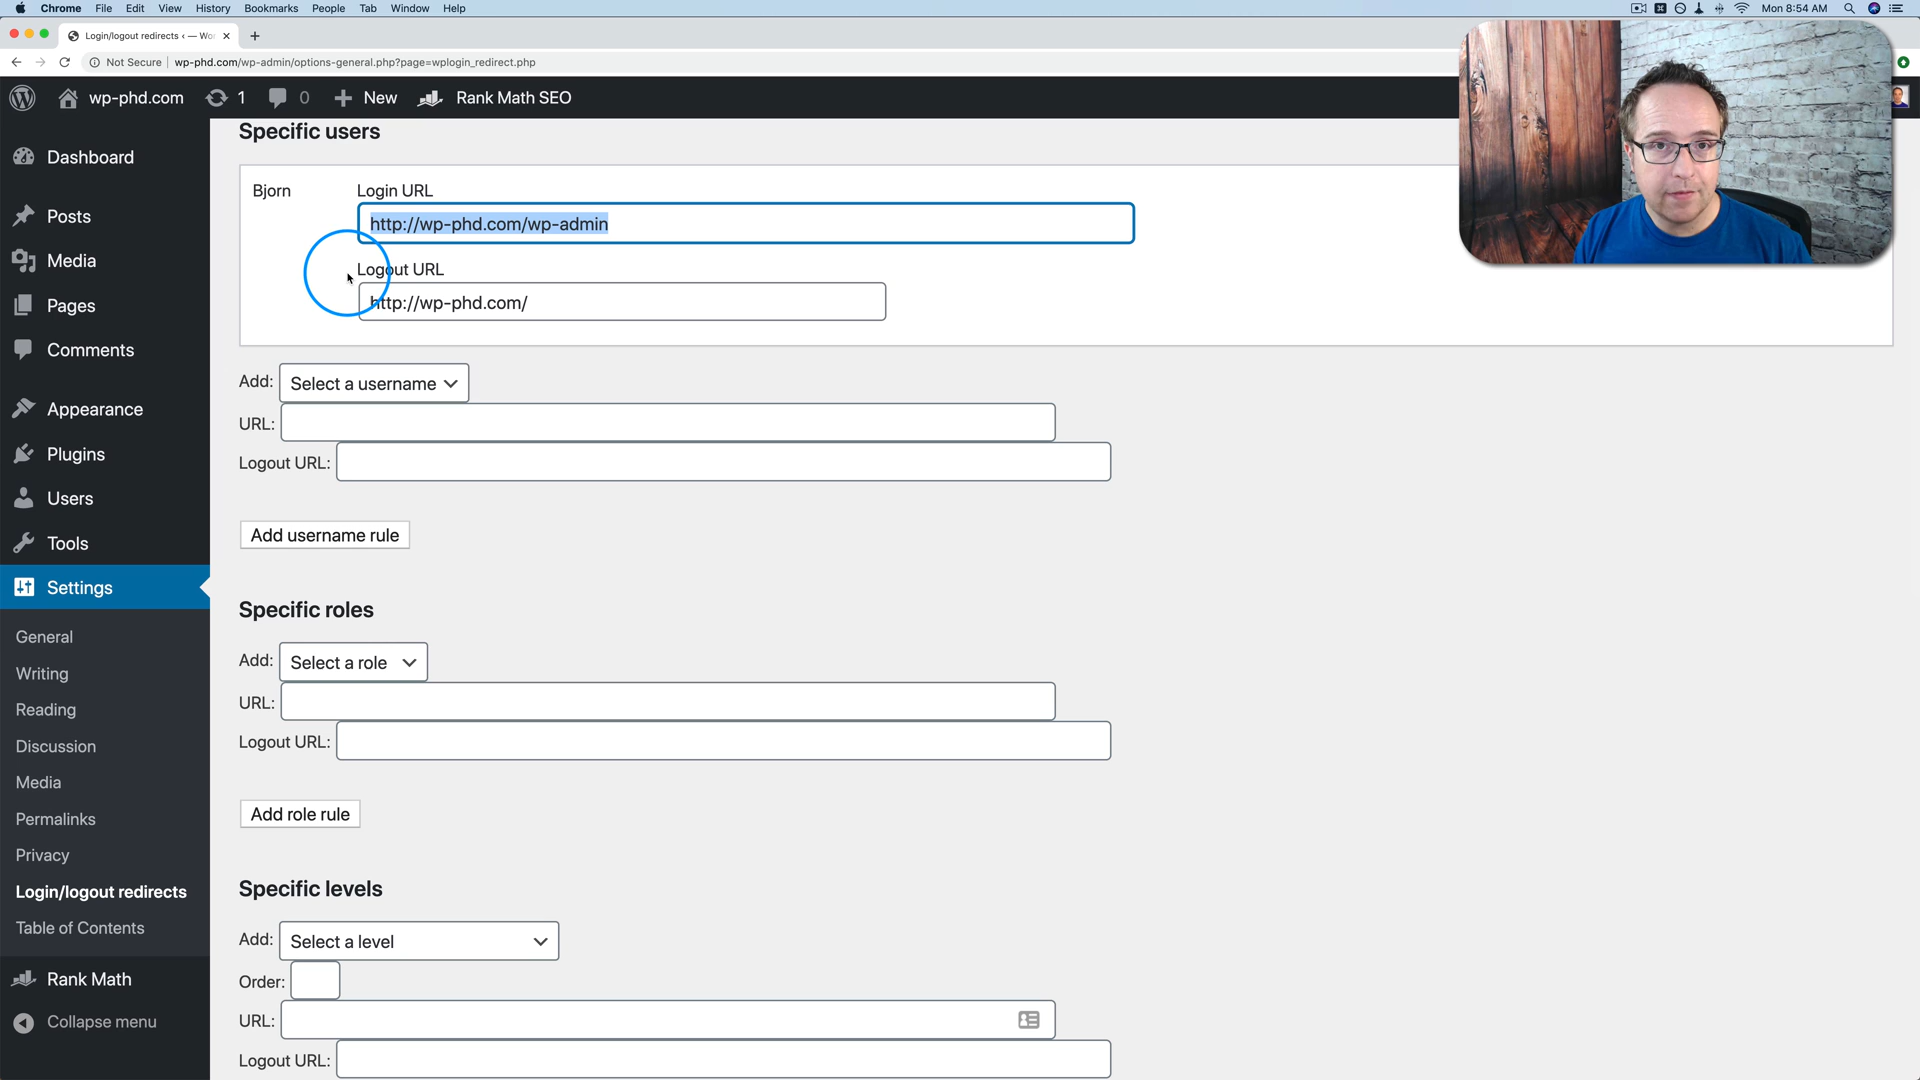 Chrome File Edit View History Bookmarks People Tab Window Help Mon 8:54 AM
Login/logout redirects ‹ — Wor
Not Secure wp-phd.com/wp-admin/options-general.php?page=wplogin_redirect.php
wp-phd.com 1 0 New Rank Math SEO
Dashboard
Posts
Media
Pages
Comments
Appearance
Plugins
Users
Tools
Settings
General
Writing
Reading
Discussion
Media
Permalinks
Privacy
Login/logout redirects
Table of Contents
Rank Math
Collapse menu
Specific users
Bjorn Login URL
http://wp-phd.com/wp-admin
Logout URL
http://wp-phd.com/
Add: Select a username
URL:
Logout URL:
Add username rule
Specific roles
Add: Select a role
URL:
Logout URL:
Add role rule
Specific levels
Add: Select a level
Order:
URL:
Logout URL: